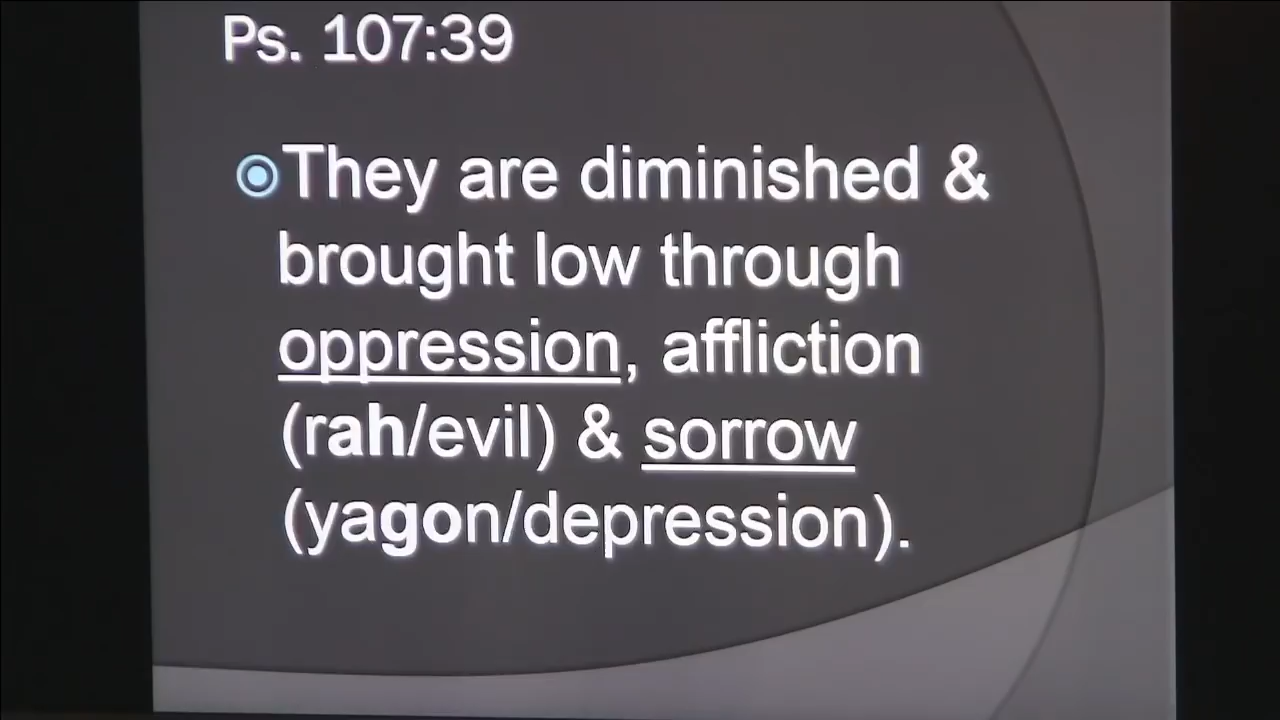 Ps. 107:39
They are diminished &
brought low through
oppression, affliction
(rah/evil) & sorrow
(yagon/depression).